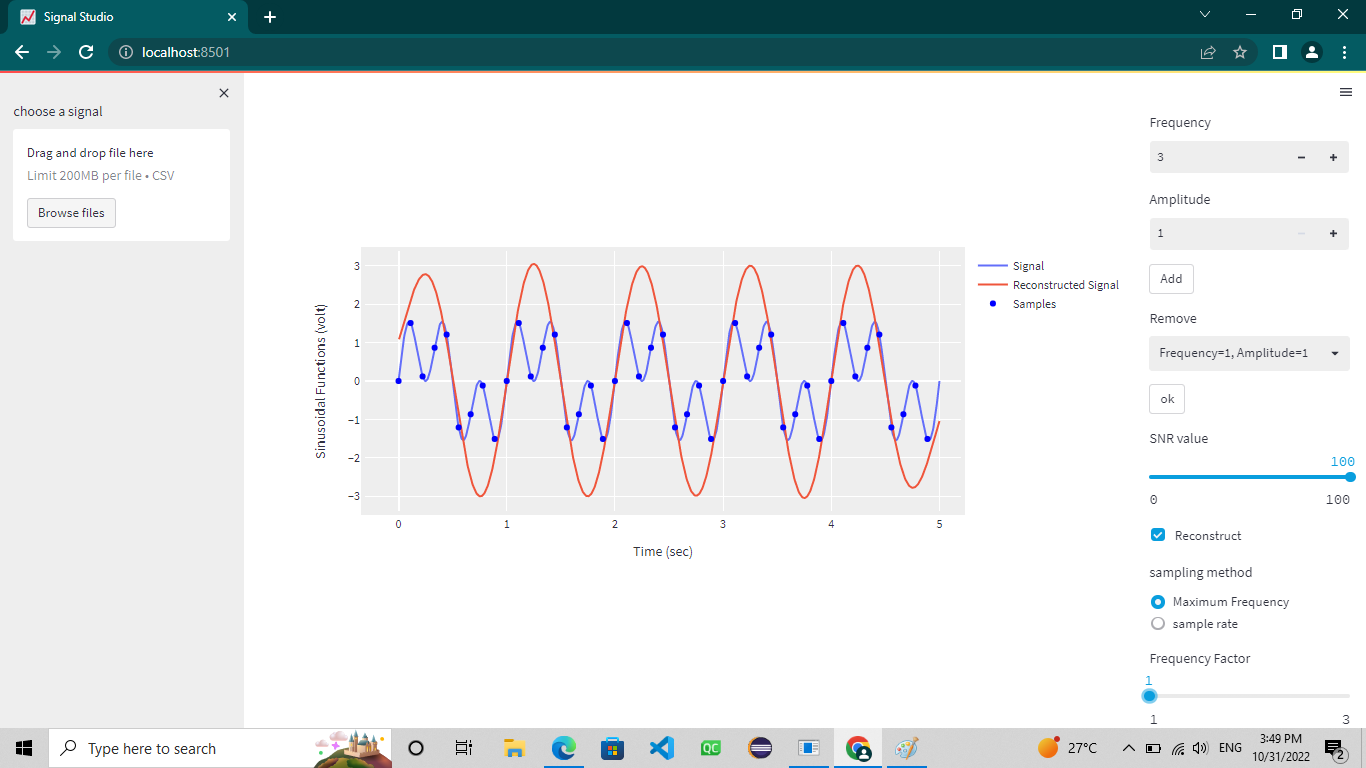 Signal Studio
localhost:8501
choose a signal
Drag and drop file here
Limit 200MB per file • CSV
Browse files
Sinusoidal Functions (volt)
3
2
1
0
−1
−2
−3
0 1 2 3 4 5
Time (sec)
Signal
Reconstructed Signal
Samples
Frequency
3
Amplitude
1
Add
Remove
Frequency=1, Amplitude=1
ok
SNR value
100
0 100
Reconstruct
sampling method
Maximum Frequency
sample rate
Frequency Factor
1
1 3
Type here to search
QC
27°C
ENG
3:49 PM
10/31/2022
2